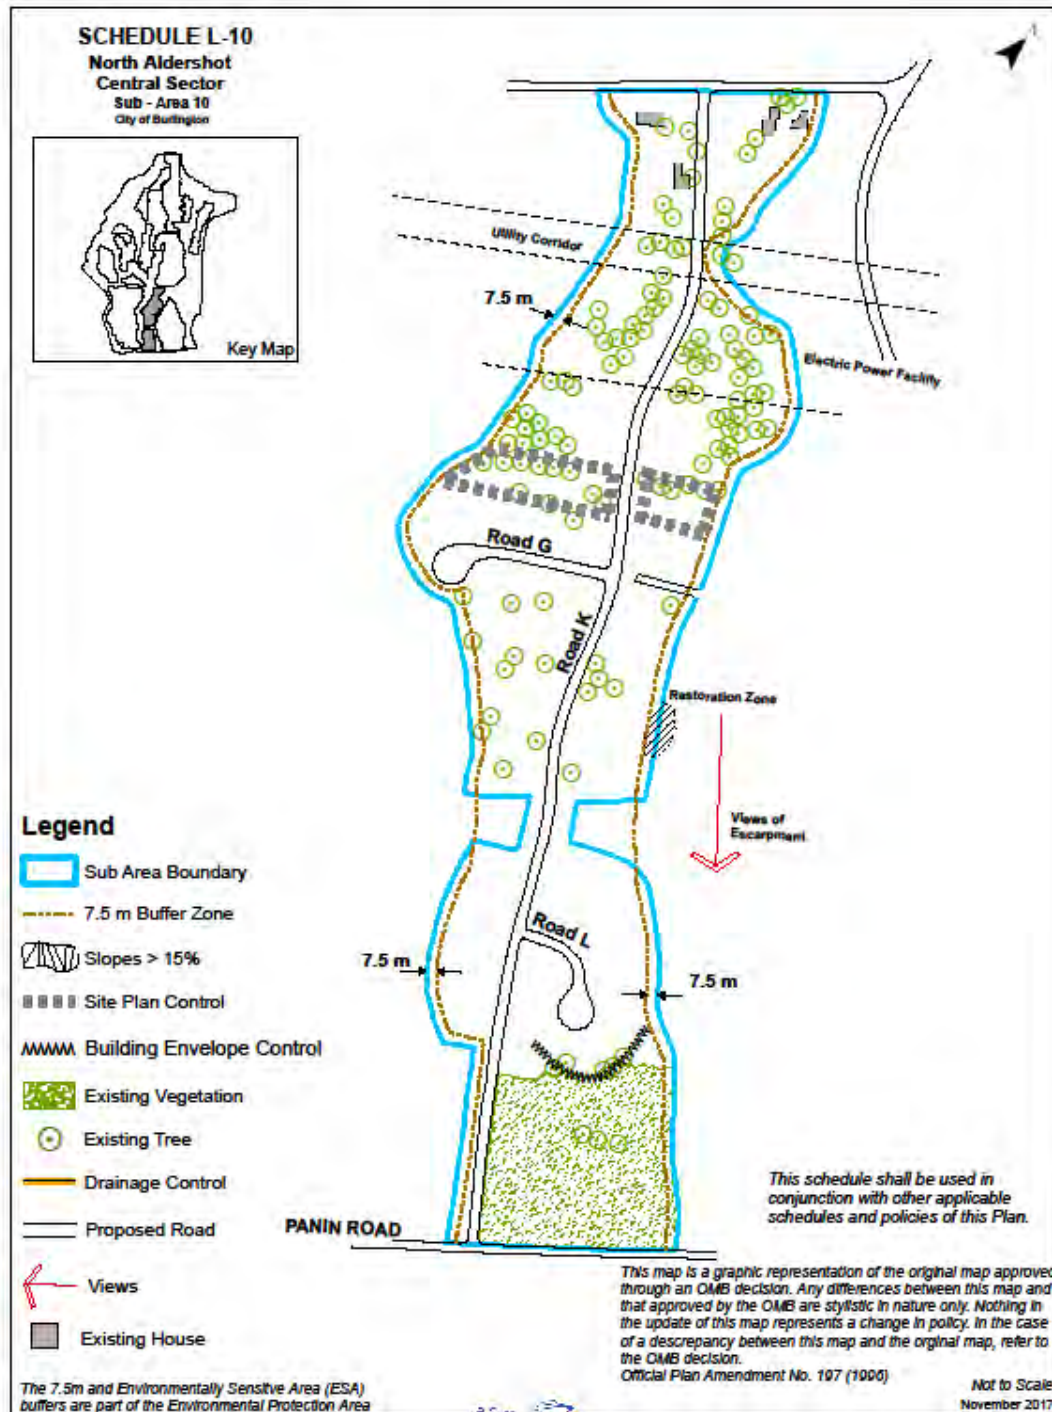 SCHEDULE L-10
North Aldershot
Central Sector
Sub - Area 10
City of Burlington
Key Map
Utility Corridor
7.5 m
Electric Power Facility
Road G
Road K
Restoration Zone
Views of
Escarpment
Road L
7.5 m
7.5 m
PANIN ROAD
Legend
Sub Area Boundary
7.5 m Buffer Zone
Slopes > 15%
Site Plan Control
Building Envelope Control
Existing Vegetation
Existing Tree
Drainage Control
Proposed Road
Views
Existing House
This schedule shall be used in
conjunction with other applicable
schedules and policies of this Plan.
This map is a graphic representation of the original map approved
through an OMB decision. Any differences between this map and
that approved by the OMB are stylistic in nature only. Nothing in
the update of this map represents a change in policy. In the case
of a descrepancy between this map and the orginal map, refer to
the OMB decision.
Official Plan Amendment No. 197 (1996)
Not to Scale
November 2017
The 7.5m and Environmentally Sensitve Area (ESA)
buffers are part of the Environmental Protection Area